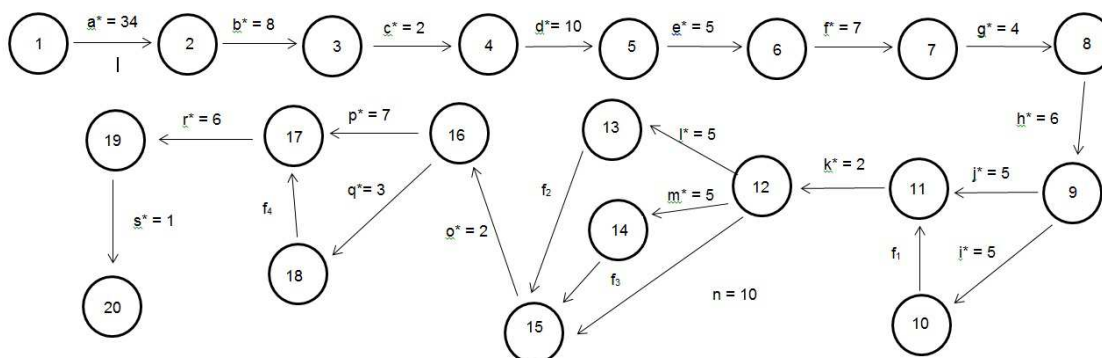 a* = 34 b* = 8 c* = 2 d*= 10 e* = 5 f* = 7 g* = 4
1 2 3 4 5 6 7 8
h* = 6
r* = 6 p* = 7 l* = 5
19 17 16 13 12 k* = 2 11 j* = 5 9
s* = 1 f₄ q*= 3 o* = 2 f₂ m* = 5 14 f₁ i* = 5
20 18 15 f₃ n = 10 10